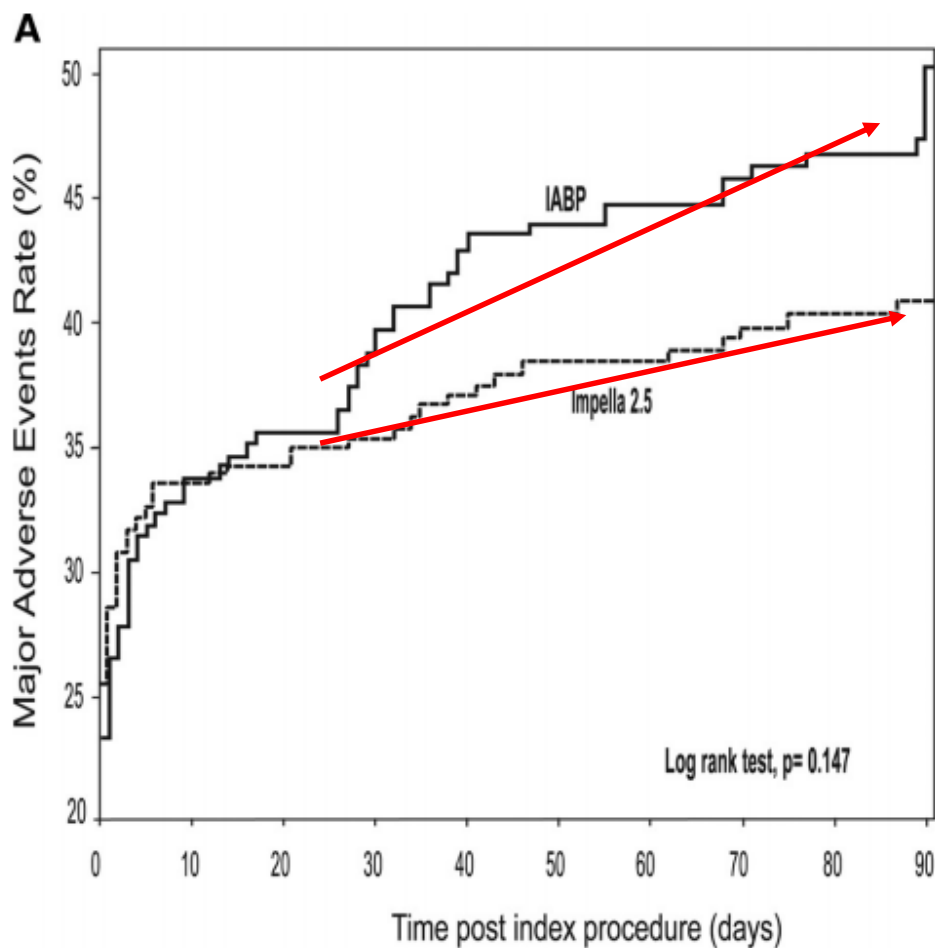 A
Major Adverse Events Rate (%)
50
45
40
35
30
25
20
IABP
Impella 2.5
Log rank test, p= 0.147
0 10 20 30 40 50 60 70 80 90
Time post index procedure (days)